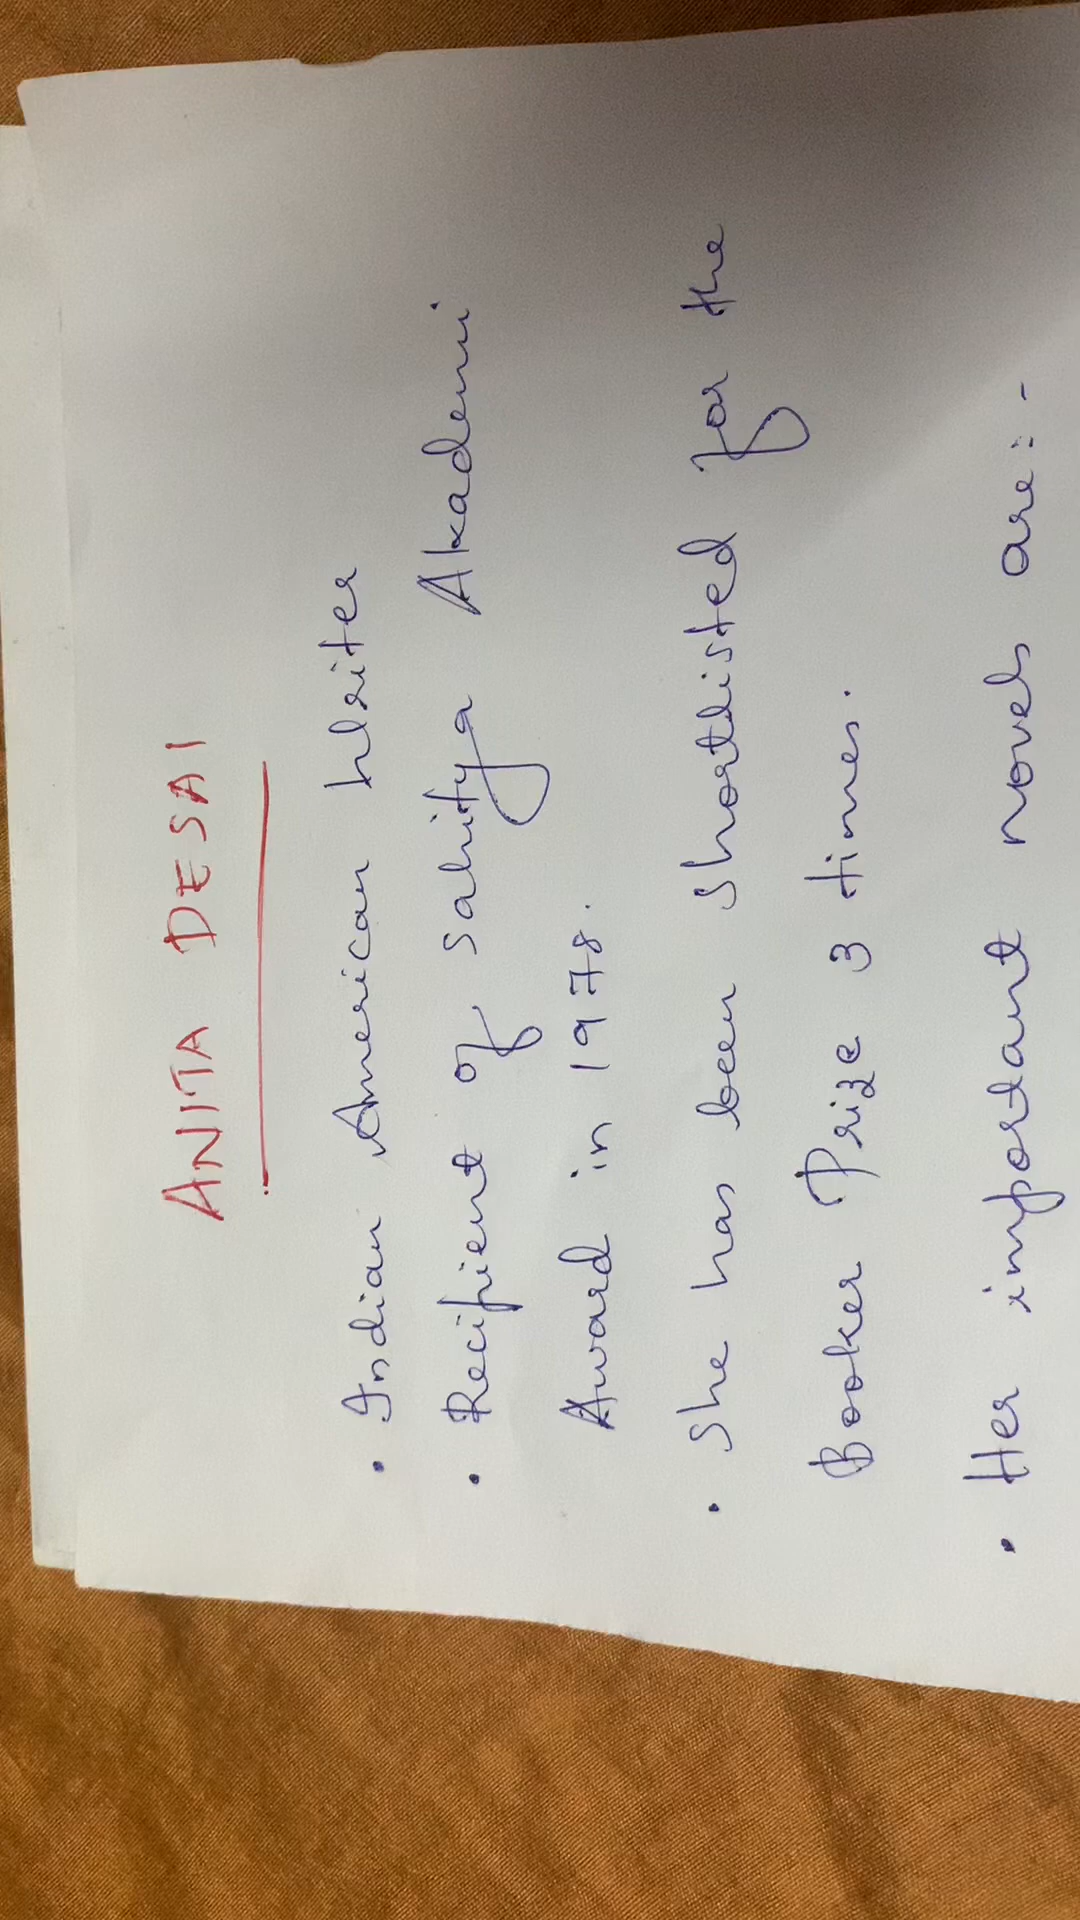 ANITA DESAI
• Indian American Writer
• Recipient of Sahitya Akademi
Award in 1978.
• She has been shortlisted for the
Booker Prize 3 times.
• Her important novels are:-